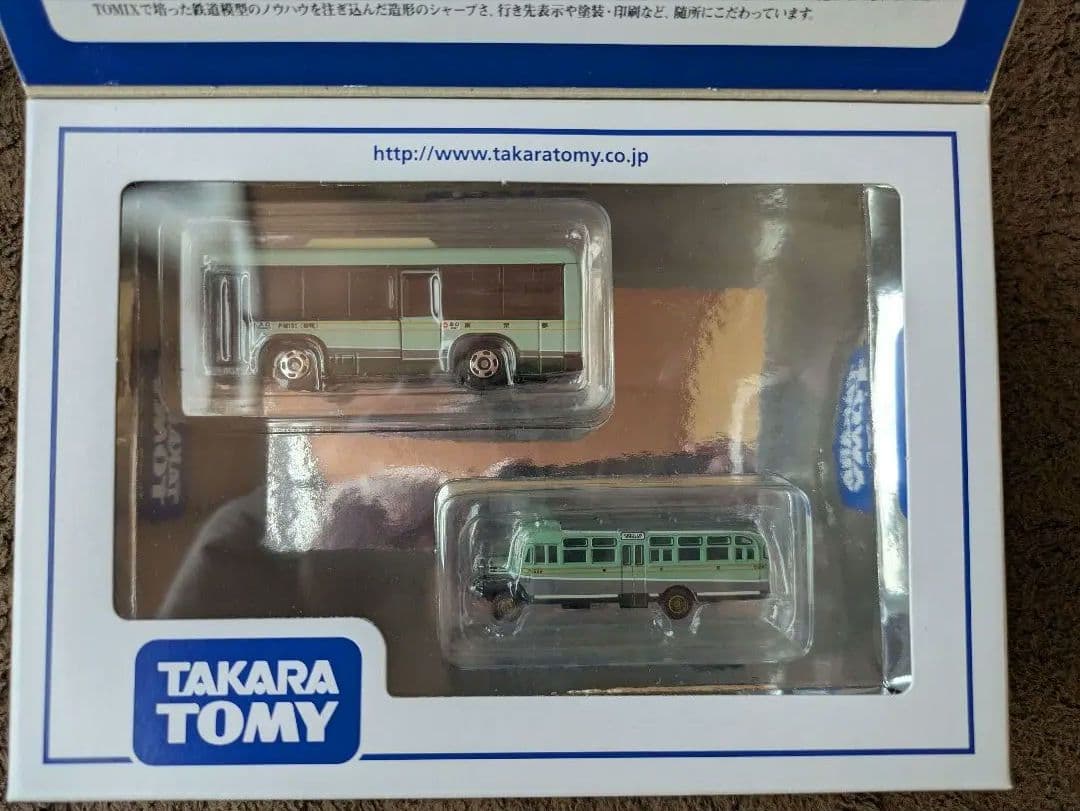 TOMIXで培った鉄道模型のノウハウを注ぎ込んだ造形のシャープさ、行き先表示や塗装・印刷など、随所にこだわっています。
http://www.takaratomy.co.jp
東 京 都
TAKARA
TOMY